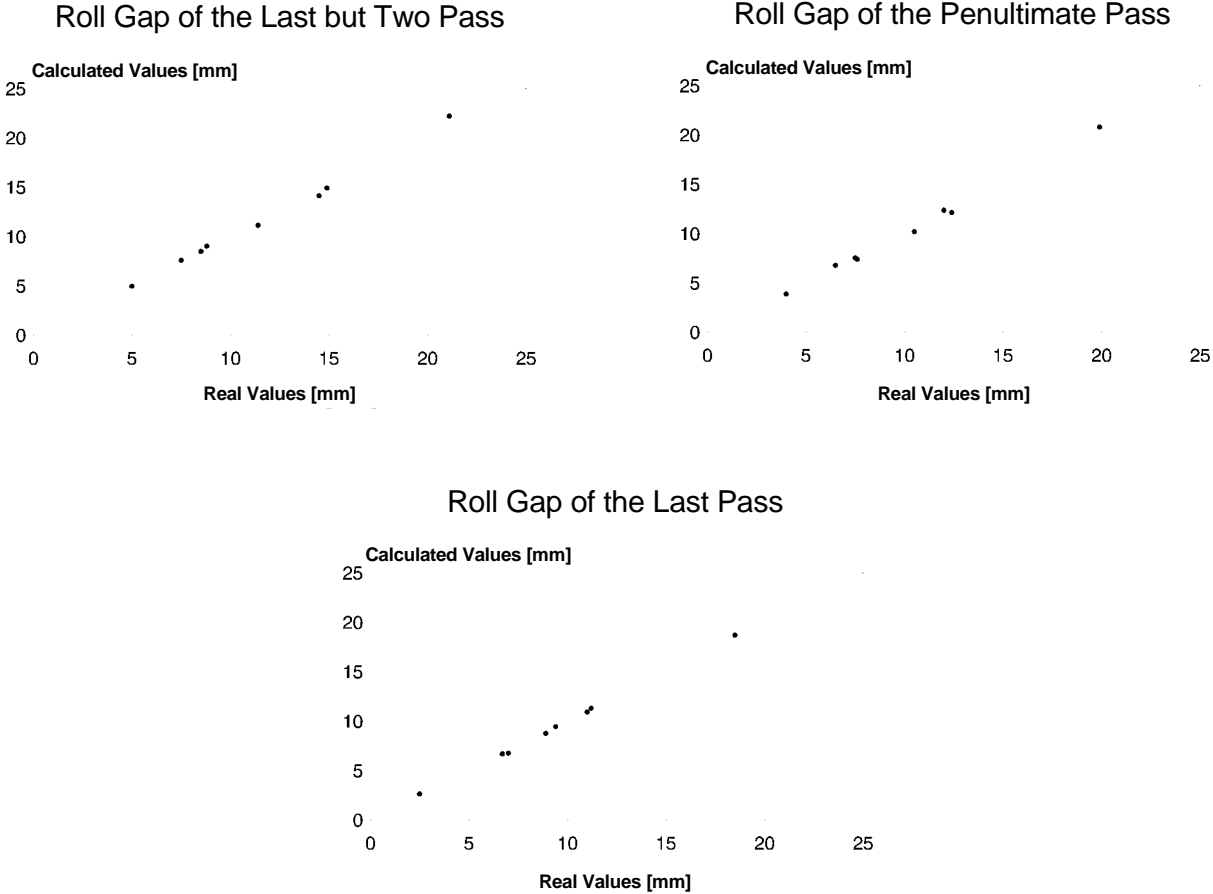 Roll Gap of the Last but Two Pass
Calculated Values [mm]
25
20
15
10
5
0
0 5 10 15 20 25
Real Values [mm]
Roll Gap of the Penultimate Pass
Calculated Values [mm]
25
20
15
10
5
0
0 5 10 15 20 25
Real Values [mm]
Roll Gap of the Last Pass
Calculated Values [mm]
25
20
15
10
5
0
0 5 10 15 20 25
Real Values [mm]